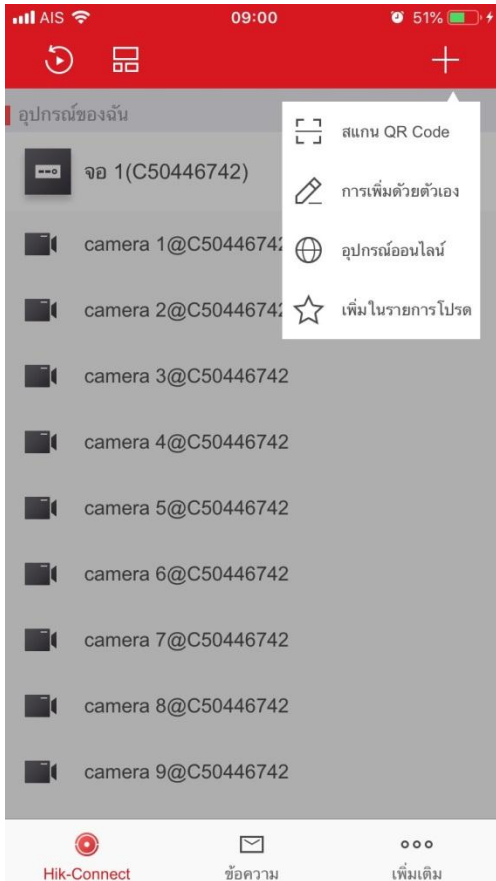 AIS 09:00 51%
อุปกรณ์ของฉัน
สแกน QR Code
จอ 1(C50446742)
การเพิ่มด้วยตัวเอง
camera 1@C5044674
อุปกรณ์ออนไลน์
camera 2@C5044674
เพิ่มในรายการโปรด
camera 3@C50446742
camera 4@C50446742
camera 5@C50446742
camera 6@C50446742
camera 7@C50446742
camera 8@C50446742
camera 9@C50446742
Hik-Connect ข้อความ เพิ่มเติม